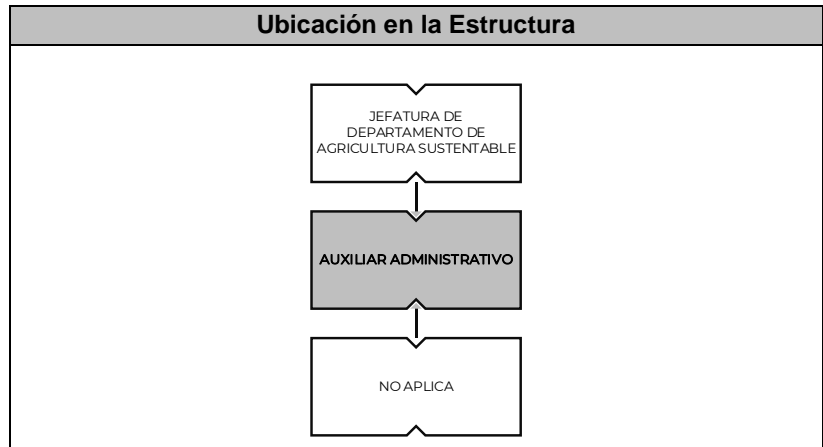 Ubicación en la Estructura
JEFATURA DE
DEPARTAMENTO DE
AGRICULTURA SUSTENTABLE
AUXILIAR ADMINISTRATIVO
NO APLICA